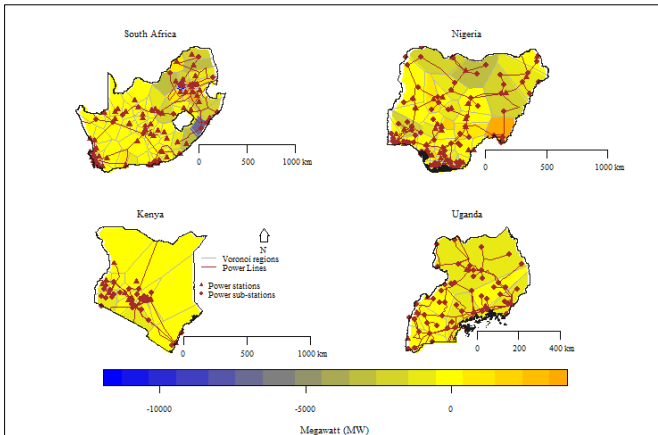 South Africa
Nigeria
0 500 1000 km
0 500 1000 km
Kenya
Uganda
N
Voronoi regions
Power Lines
Power stations
Power sub-stations
0 500 1000 km
0 200 400 km
-10000 -5000 0
Megawatt (MW)